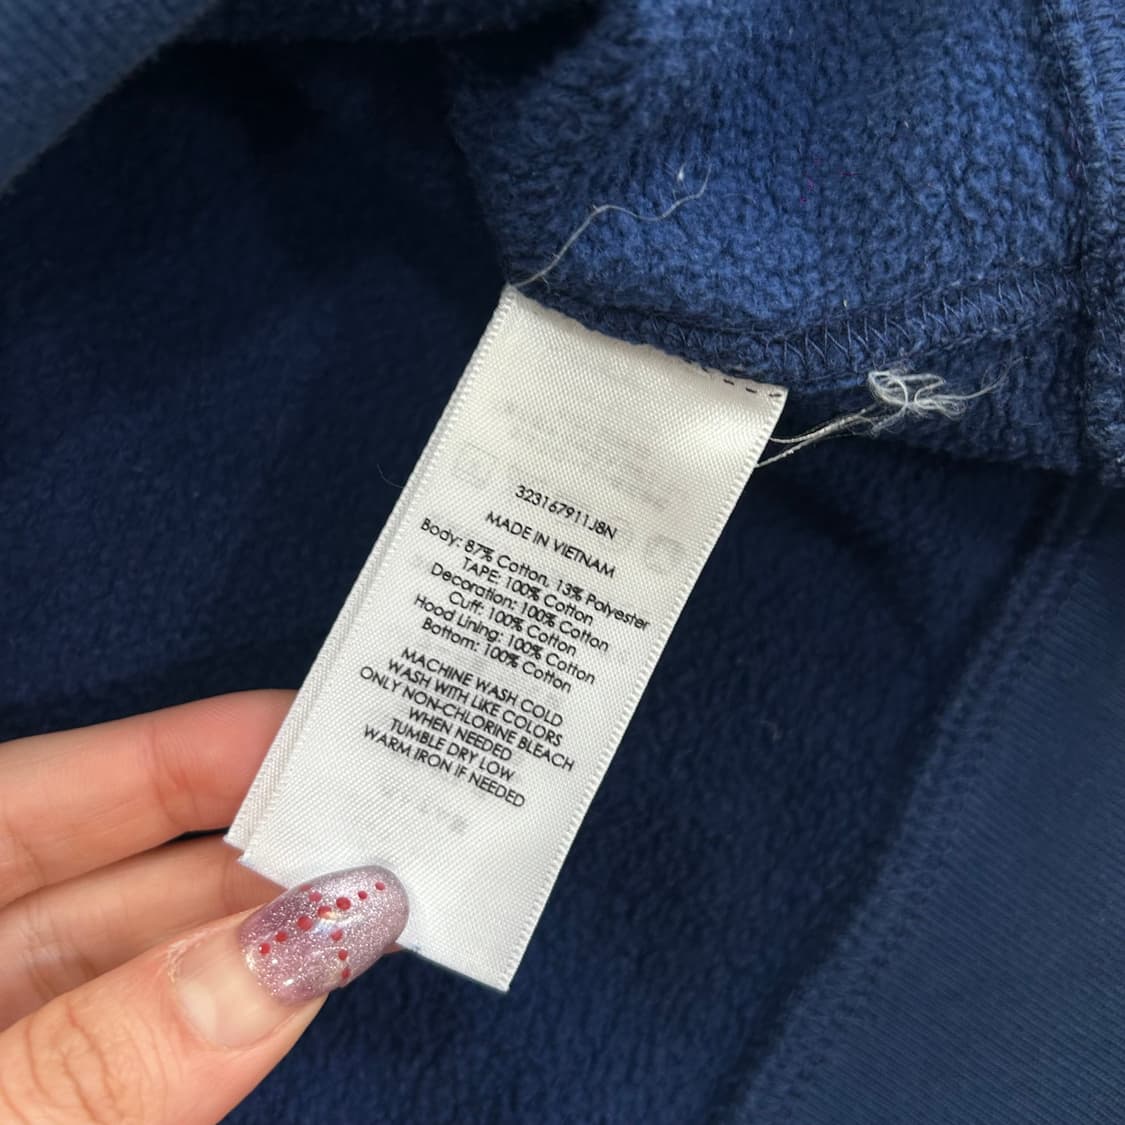 323167911J8N
MADE IN VIETNAM
Body: 87% Cotton, 13% Polyester
TAPE: 100% Cotton
Decoration: 100% Cotton
Cuff: 100% Cotton
Hood Lining: 100% Cotton
Bottom: 100% Cotton
MACHINE WASH COLD
WASH WITH LIKE COLORS
ONLY NON-CHLORINE BLEACH
WHEN NEEDED
TUMBLE DRY LOW
WARM IRON IF NEEDED